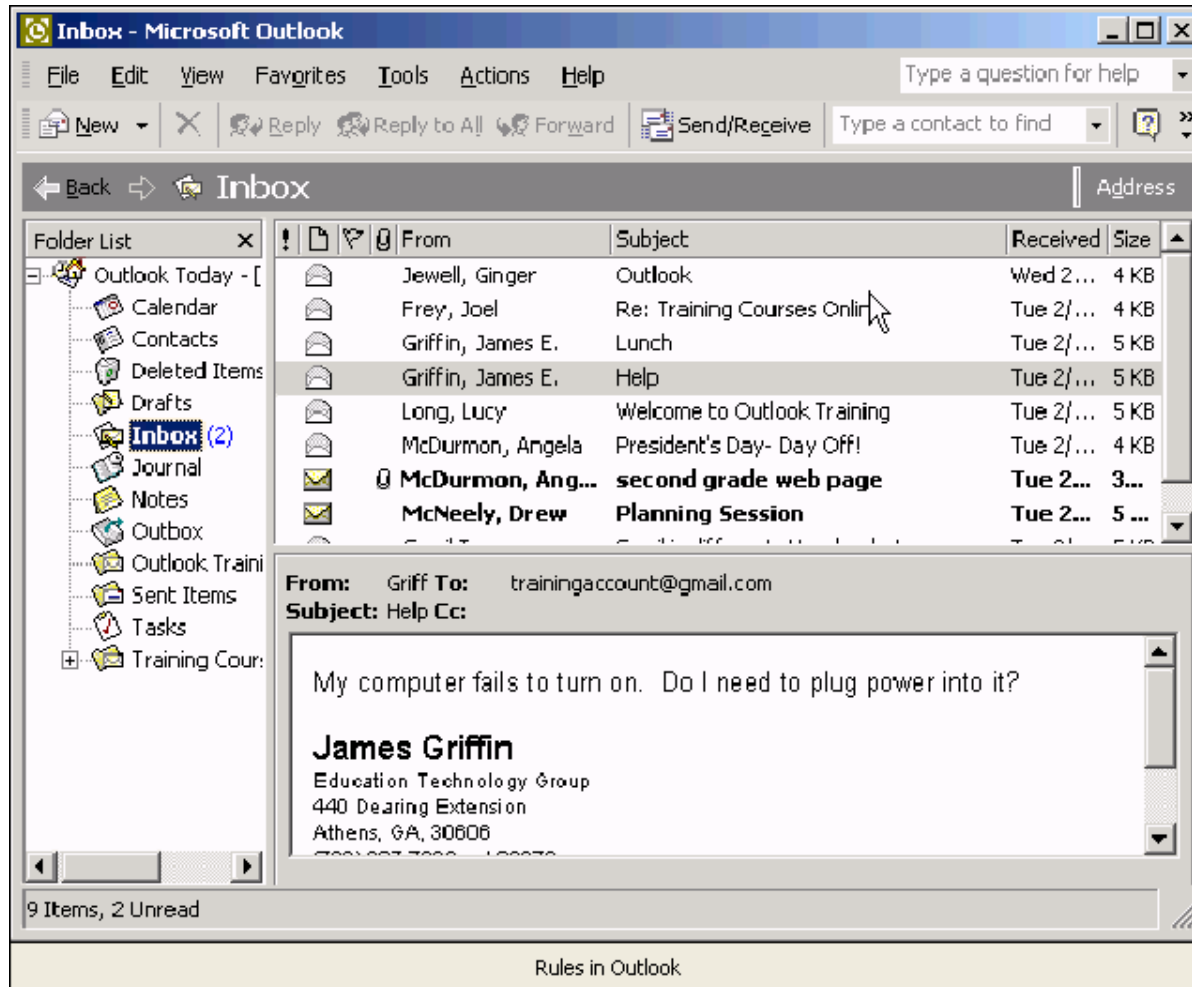 Inbox - Microsoft Outlook
File Edit View Favorites Tools Actions Help Type a question for help
New Reply Reply to All Forward Send/Receive Type a contact to find
Back Inbox Address
Folder List
! From Subject Received Size
Outlook Today - [
Calendar
Contacts
Deleted Items
Drafts
Inbox (2)
Journal
Notes
Outbox
Outlook Traini
Sent Items
Tasks
Training Cour
Jewell, Ginger Outlook Wed 2... 4 KB
Frey, Joel Re: Training Courses Onlin Tue 2/... 4 KB
Griffin, James E. Lunch Tue 2/... 5 KB
Griffin, James E. Help Tue 2/... 5 KB
Long, Lucy Welcome to Outlook Training Tue 2/... 5 KB
McDurmon, Angela President's Day- Day Off! Tue 2/... 4 KB
McDurmon, Ang... second grade web page Tue 2... 3...
McNeely, Drew Planning Session Tue 2... 5 ...
From: Griff To: trainingaccount@gmail.com
Subject: Help Cc:
My computer fails to turn on. Do I need to plug power into it?
James Griffin
Education Technology Group
440 Dearing Extension
Athens, GA, 30606
9 Items, 2 Unread
Rules in Outlook